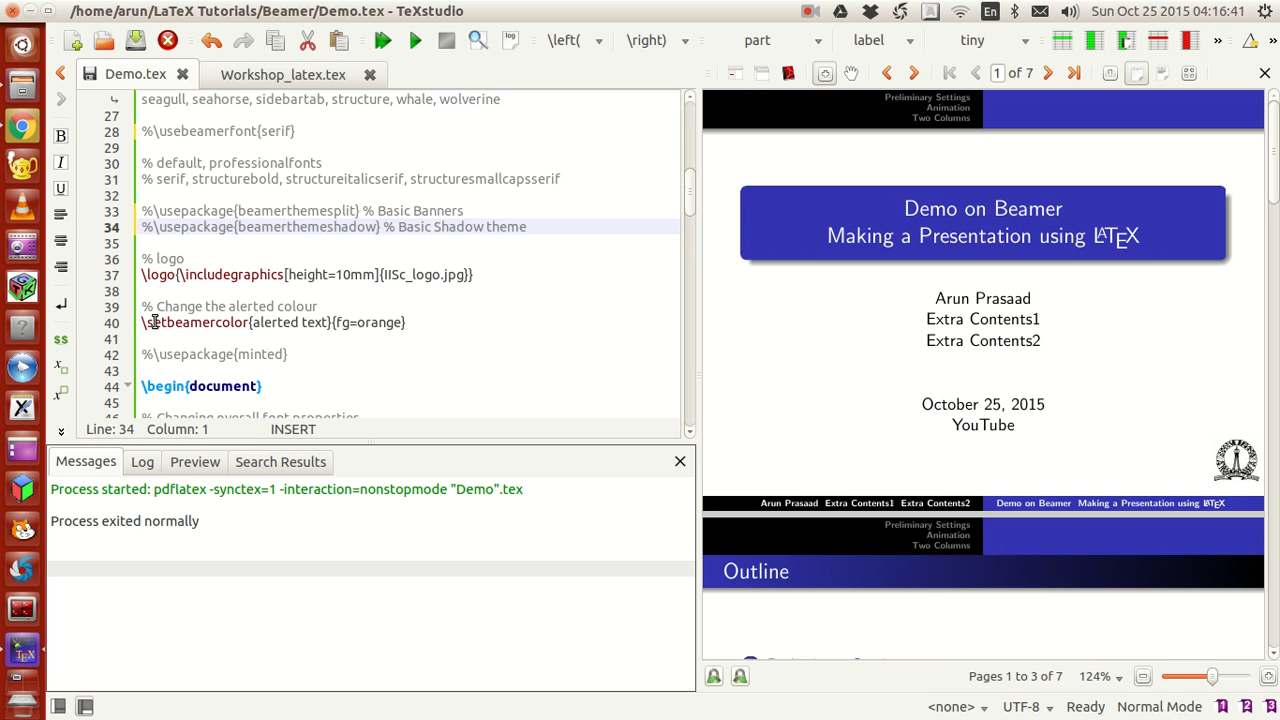 /home/arun/LaTeX Tutorials/Beamer/Demo.tex - TeXstudio
En
Sun Oct 25 2015 04:16:41
\left(
\right)
part
label
tiny
»
»
Demo.tex
Workshop_latex.tex
1 of 7
seagull, seahorse, sidebartab, structure, whale, wolverine
27
28 %\usebeamerfont{serif}
29
30 % default, professionalfonts
31 % serif, structurebold, structureitalicserif, structuresmallcapsserif
32
33 %\usepackage{beamerthemesplit} % Basic Banners
34 %\usepackage{beamerthemeshadow} % Basic Shadow theme
35
36 % logo
37 \logo{\includegraphics[height=10mm]{IISc_logo.jpg}}
38
39 % Change the alerted colour
40 \setbeamercolor{alerted text}{fg=orange}
41
42 %\usepackage{minted}
43
44 \begin{document}
45
46 % Changing overall font properties
Line: 34 Column: 1 INSERT
Messages
Log
Preview
Search Results
Process started: pdflatex -synctex=1 -interaction=nonstopmode "Demo".tex
Process exited normally
Preliminary Settings
Animation
Two Columns
Demo on Beamer
Making a Presentation using LATEX
Arun Prasaad
Extra Contents1
Extra Contents2
October 25, 2015
YouTube
Arun Prasaad Extra Contents1 Extra Contents2
Demo on Beamer Making a Presentation using LATEX
Preliminary Settings
Animation
Two Columns
Outline
Pages 1 to 3 of 7
124%
<none>
UTF-8
Ready
Normal Mode
1
2
3